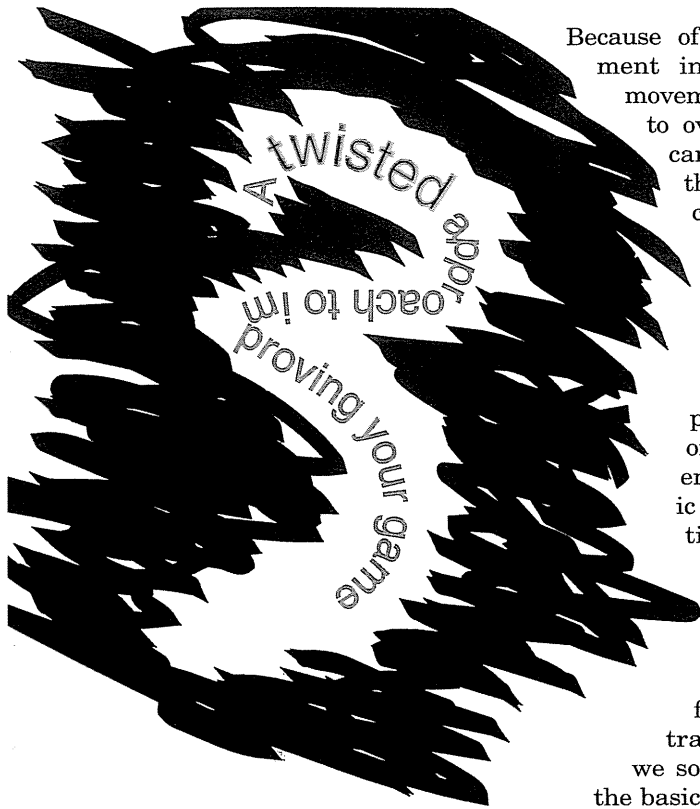 A twisted approach to improving your game
Because of
ment in
movem
to ov
car
th
c
p
o
er
ic
ti
f
tra
we so
the basic